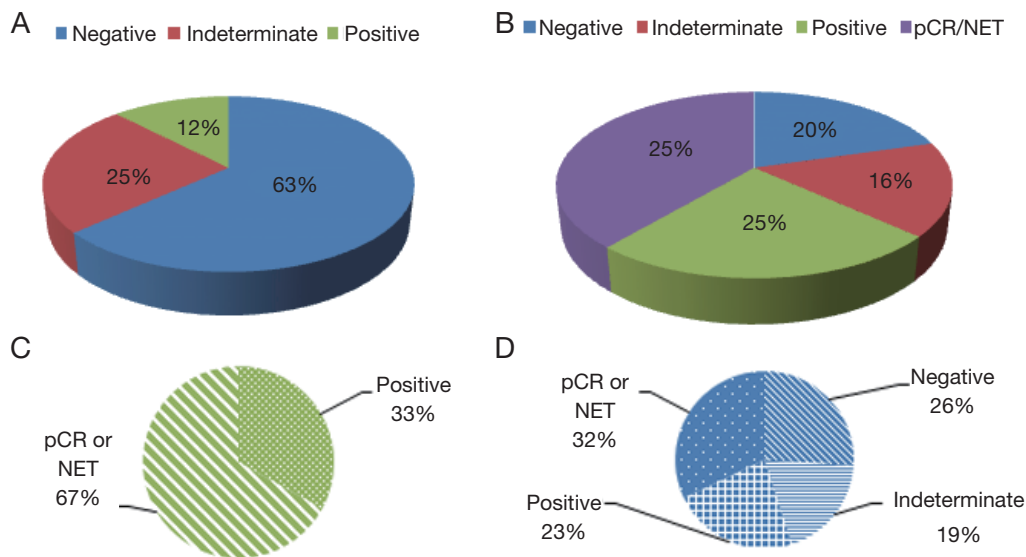 A
Negative Indeterminate Positive
12%
25%
63%
B
Negative Indeterminate Positive pCR/NET
20%
25%
16%
25%
C
Positive
33%
pCR or
NET
67%
D
pCR or
NET
32%
Negative
26%
Positive
23%
Indeterminate
19%